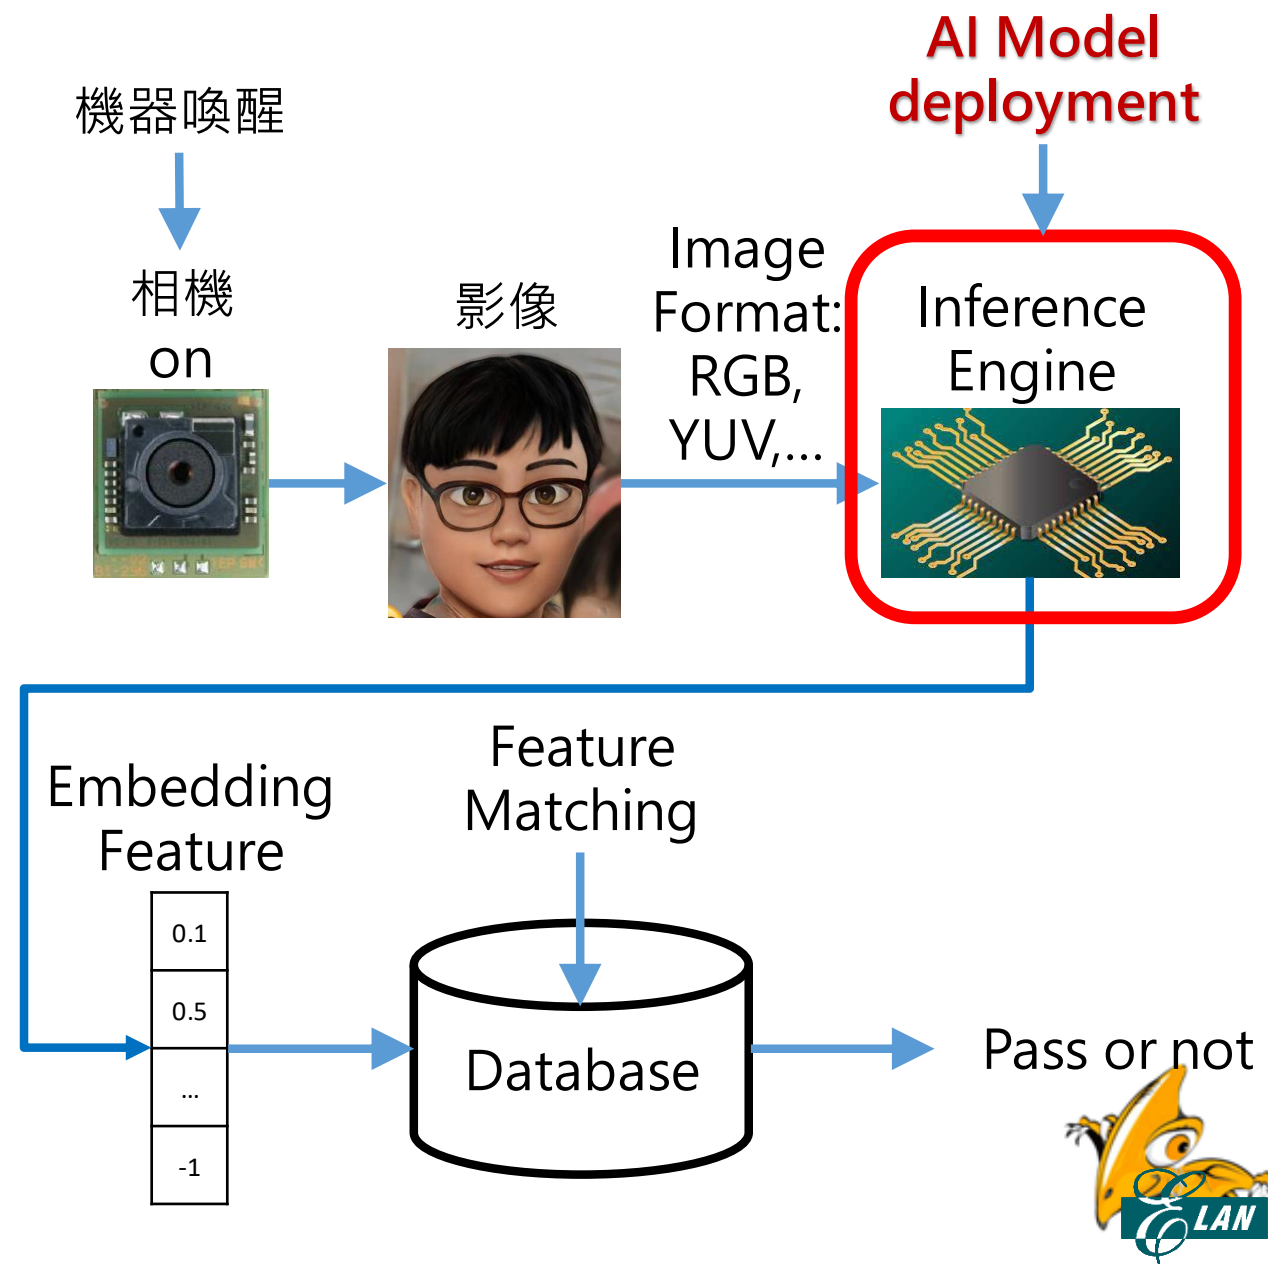 AI Model
deployment
機器喚醒
相機
on
影像
Image
Format:
RGB,
YUV,...
Inference
Engine
Embedding
Feature
0.1
0.5
...
-1
Feature
Matching
Database
Pass or not
ELAN